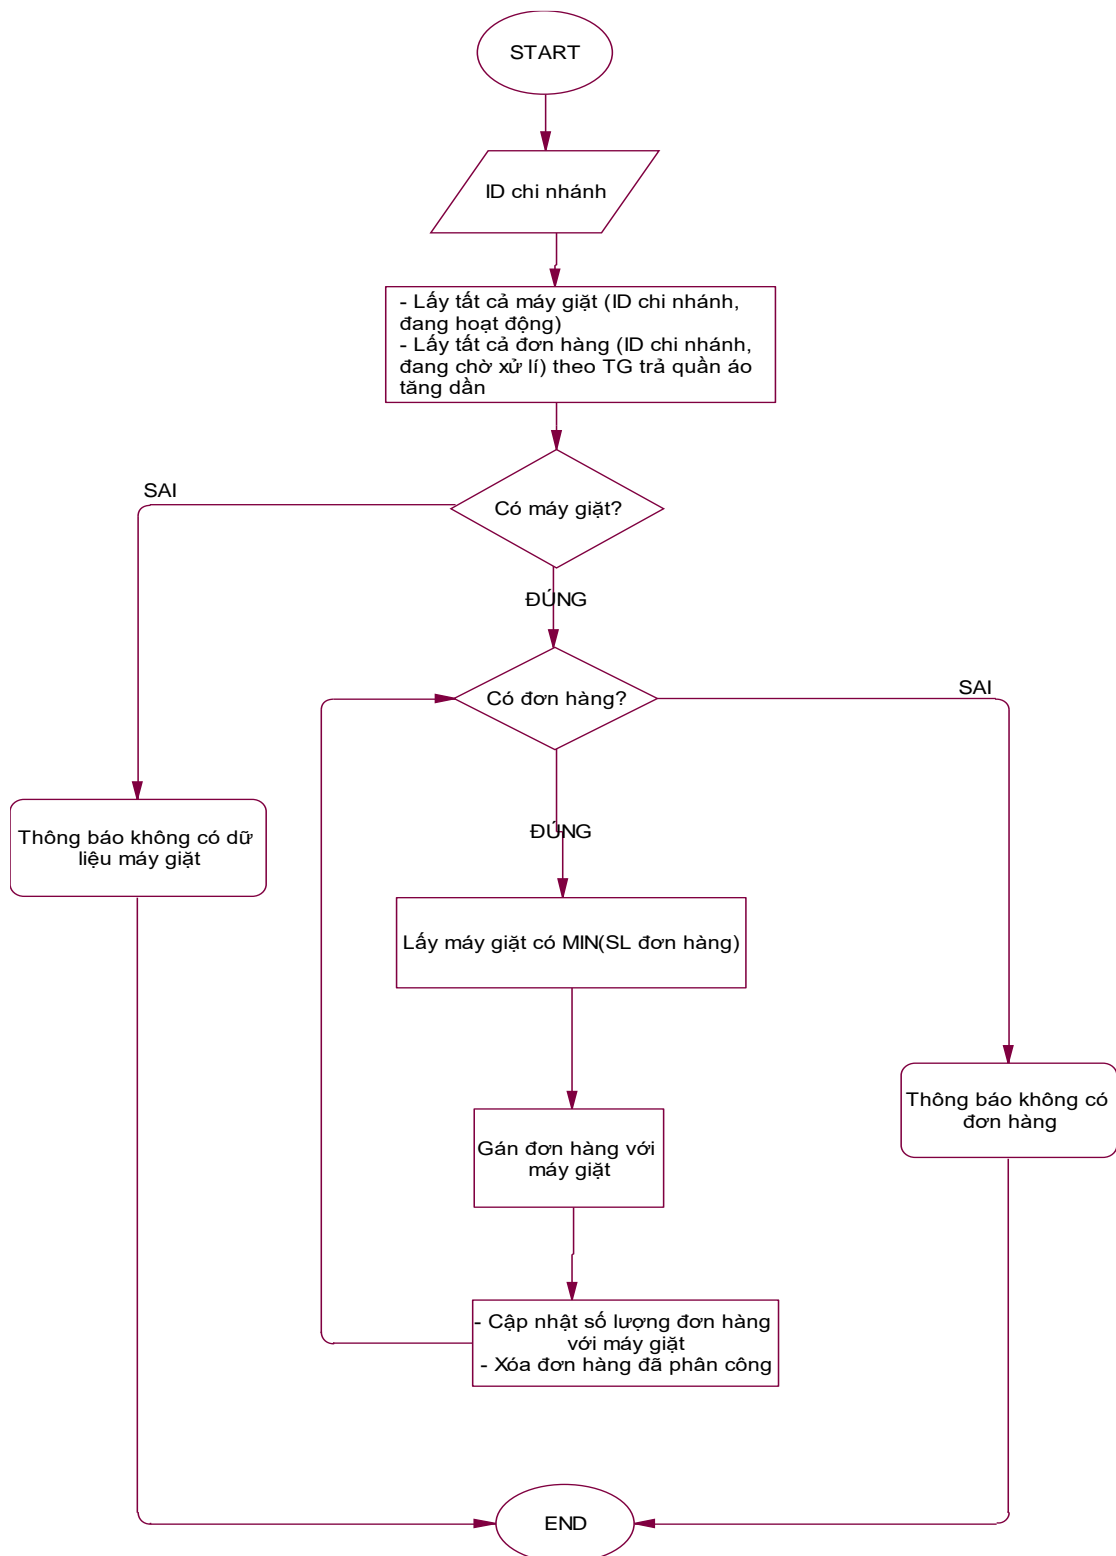 START
ID chi nhánh
- Lấy tất cả máy giặt (ID chi nhánh,
đang hoạt động)
- Lấy tất cả đơn hàng (ID chi nhánh,
đang chờ xử lí) theo TG trả quần áo
tăng dần
SAI
Có máy giặt?
ĐÚNG
Có đơn hàng?
SAI
Thông báo không có dữ
liệu máy giặt
ĐÚNG
Lấy máy giặt có MIN(SL đơn hàng)
Thông báo không có
đơn hàng
Gán đơn hàng với
máy giặt
- Cập nhật số lượng đơn hàng
với máy giặt
- Xóa đơn hàng đã phân công
END